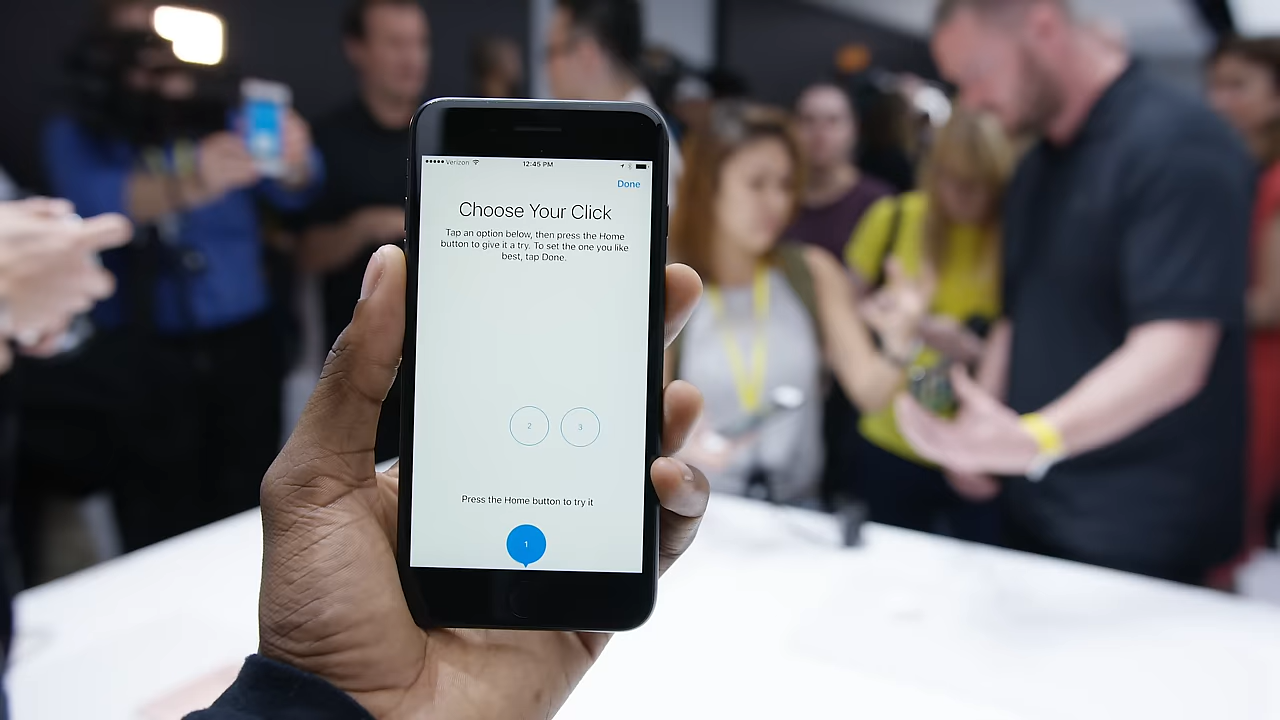 Verizon 12:45 PM
Done
Choose Your Click
Tap an option below, then press the Home
button to give it a try. To set the one you like
best, tap Done.
2 3
Press the Home button to try it
1